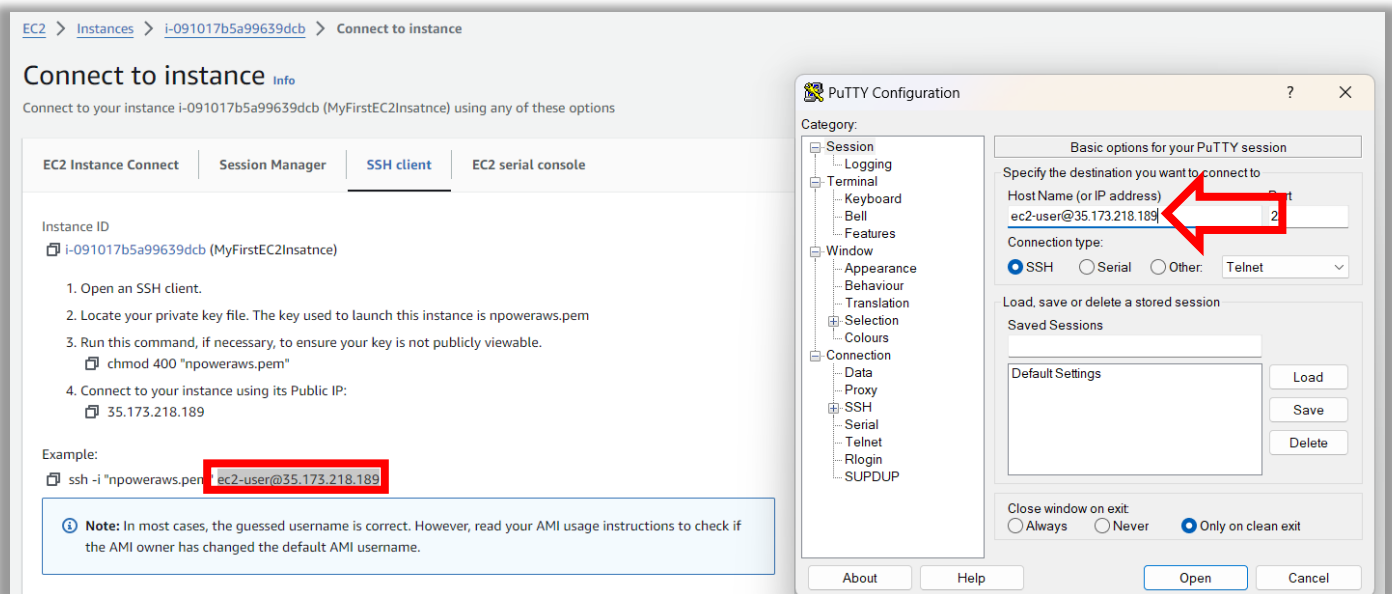 EC2 > Instances > i-091017b5a99639dcb > Connect to instance
Connect to instance Info
Connect to your instance i-091017b5a99639dcb (MyFirstEC2Insatnce) using any of these options
EC2 Instance Connect
Session Manager
SSH client
EC2 serial console
Instance ID
i-091017b5a99639dcb (MyFirstEC2Insatnce)
1. Open an SSH client.
2. Locate your private key file. The key used to launch this instance is npoweraws.pem
3. Run this command, if necessary, to ensure your key is not publicly viewable.
chmod 400 "npoweraws.pem"
4. Connect to your instance using its Public IP:
35.173.218.189
Example:
ssh -i "npoweraws.pem" ec2-user@35.173.218.189
Note: In most cases, the guessed username is correct. However, read your AMI usage instructions to check if
the AMI owner has changed the default AMI username.
PuTTY Configuration
? ×
Category:
Session
Logging
Terminal
Keyboard
Bell
Features
Window
Appearance
Behaviour
Translation
Selection
Colours
Connection
Data
Proxy
SSH
Serial
Telnet
Rlogin
SUPDUP
Basic options for your PuTTY session
Specify the destination you want to connect to
Host Name (or IP address)
ec2-user@35.173.218.189
Connection type:
SSH
Serial
Other:
Telnet
Load, save or delete a stored session
Saved Sessions
Default Settings
Load
Save
Delete
Close window on exit:
Always
Never
Only on clean exit
About
Help
Open
Cancel